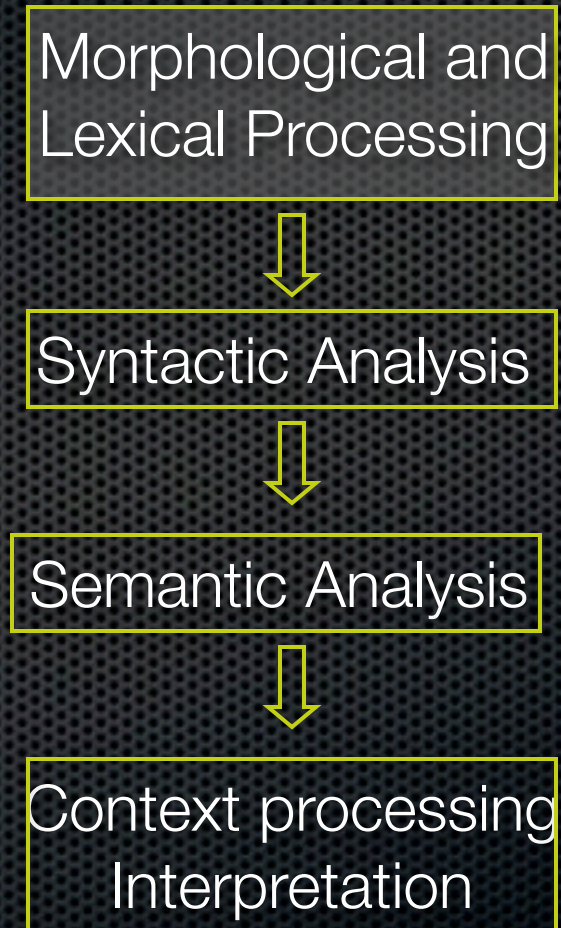 Morphological and
Lexical Processing
Syntactic Analysis
Semantic Analysis
Context processing
Interpretation